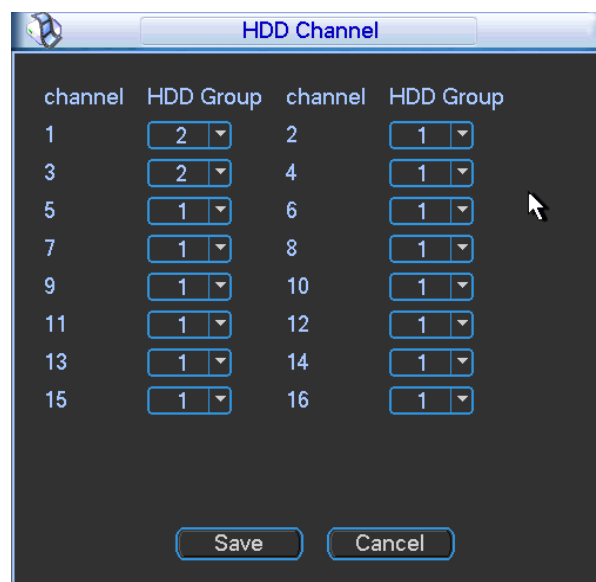 HDD Channel
channel HDD Group channel HDD Group
1 2 2 1
3 2 4 1
5 1 6 1
7 1 8 1
9 1 10 1
11 1 12 1
13 1 14 1
15 1 16 1
Save Cancel